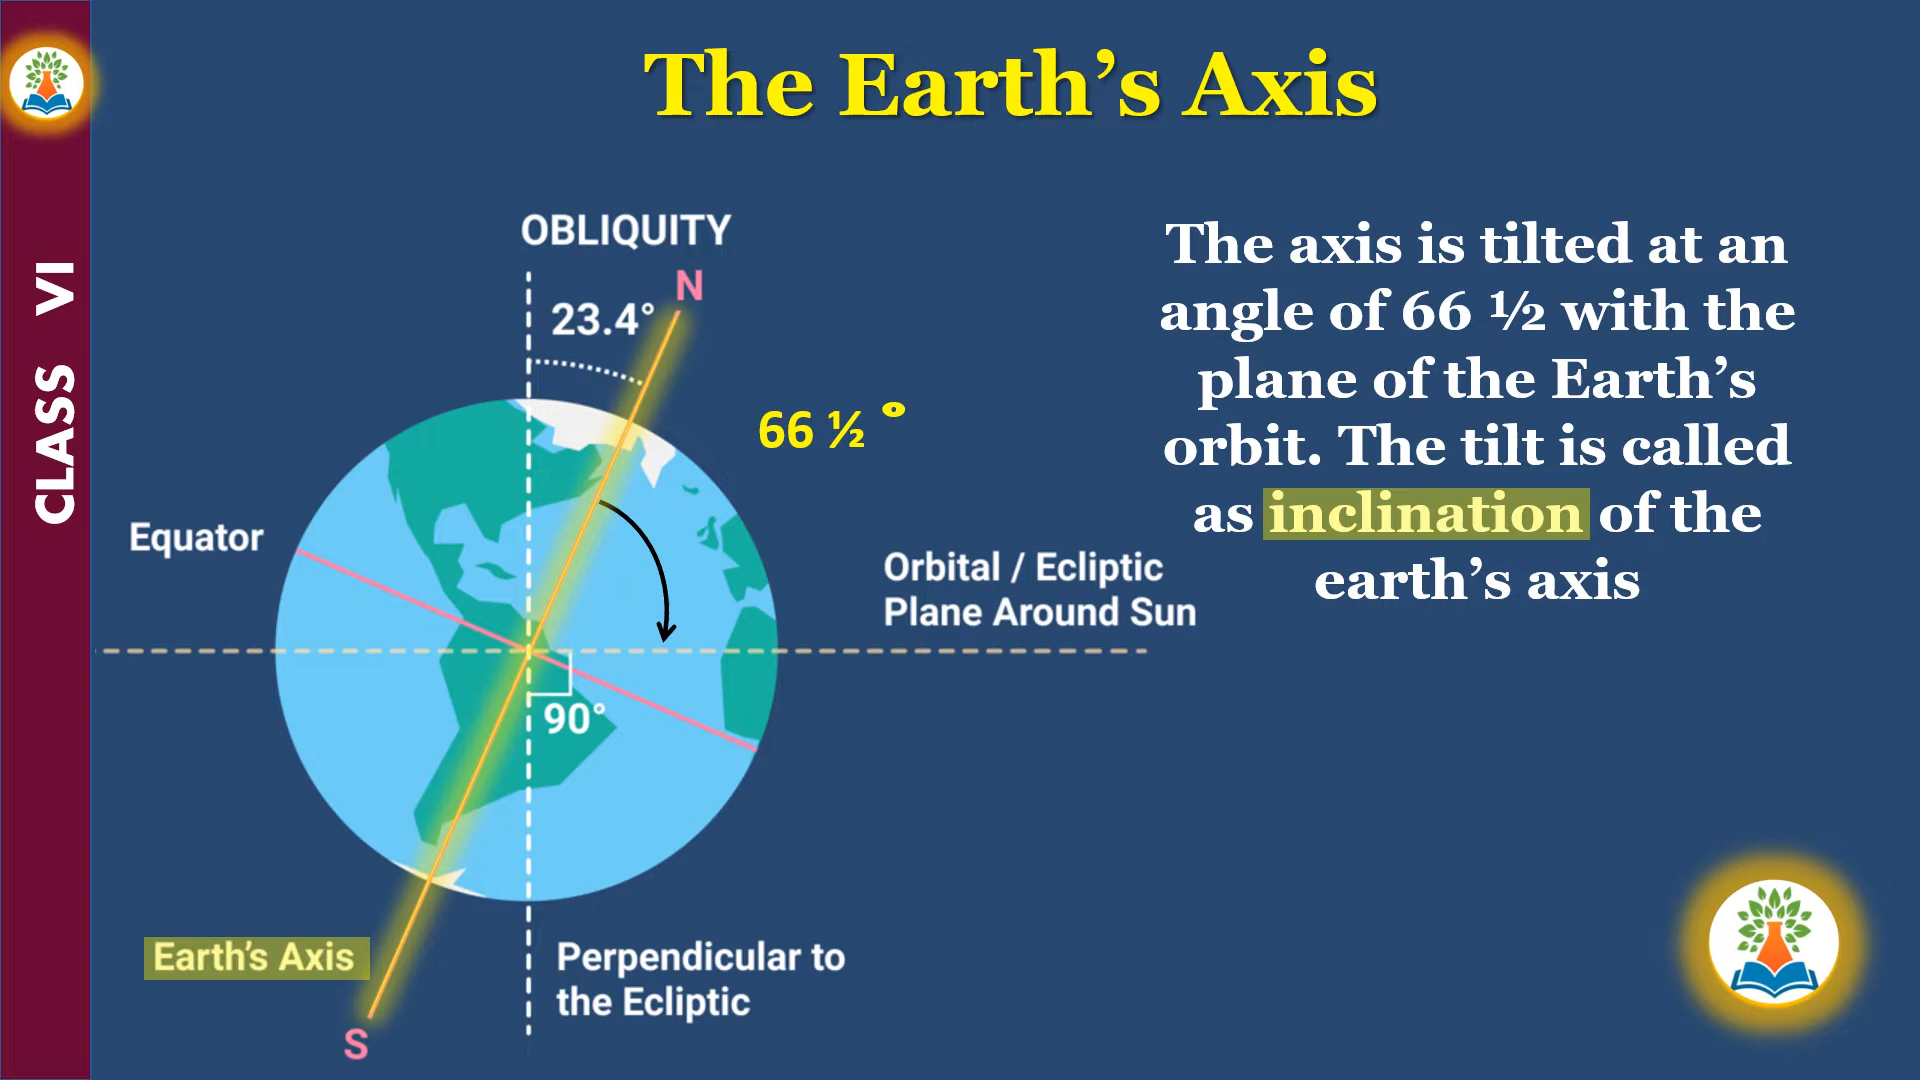 The Earth’s Axis
CLASS VI
OBLIQUITY
N
23.4°
66 ½ °
Equator
Orbital / Ecliptic
Plane Around Sun
90°
Earth’s Axis
Perpendicular to
the Ecliptic
S
The axis is tilted at an
angle of 66 ½ with the
plane of the Earth’s
orbit. The tilt is called
as inclination of the
earth’s axis